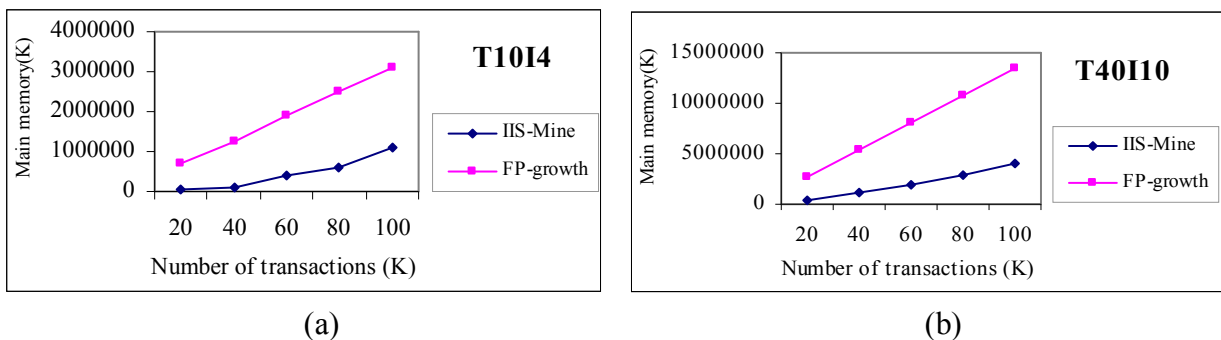 Main memory(K)
4000000
3000000
2000000
1000000
0
20 40 60 80 100
Number of transactions (K)
T10I4
IIS-Mine
FP-growth
(a)
Main memory(K)
15000000
10000000
5000000
0
20 40 60 80 100
Number of transactions (K)
T40I10
IIS-Mine
FP-growth
(b)